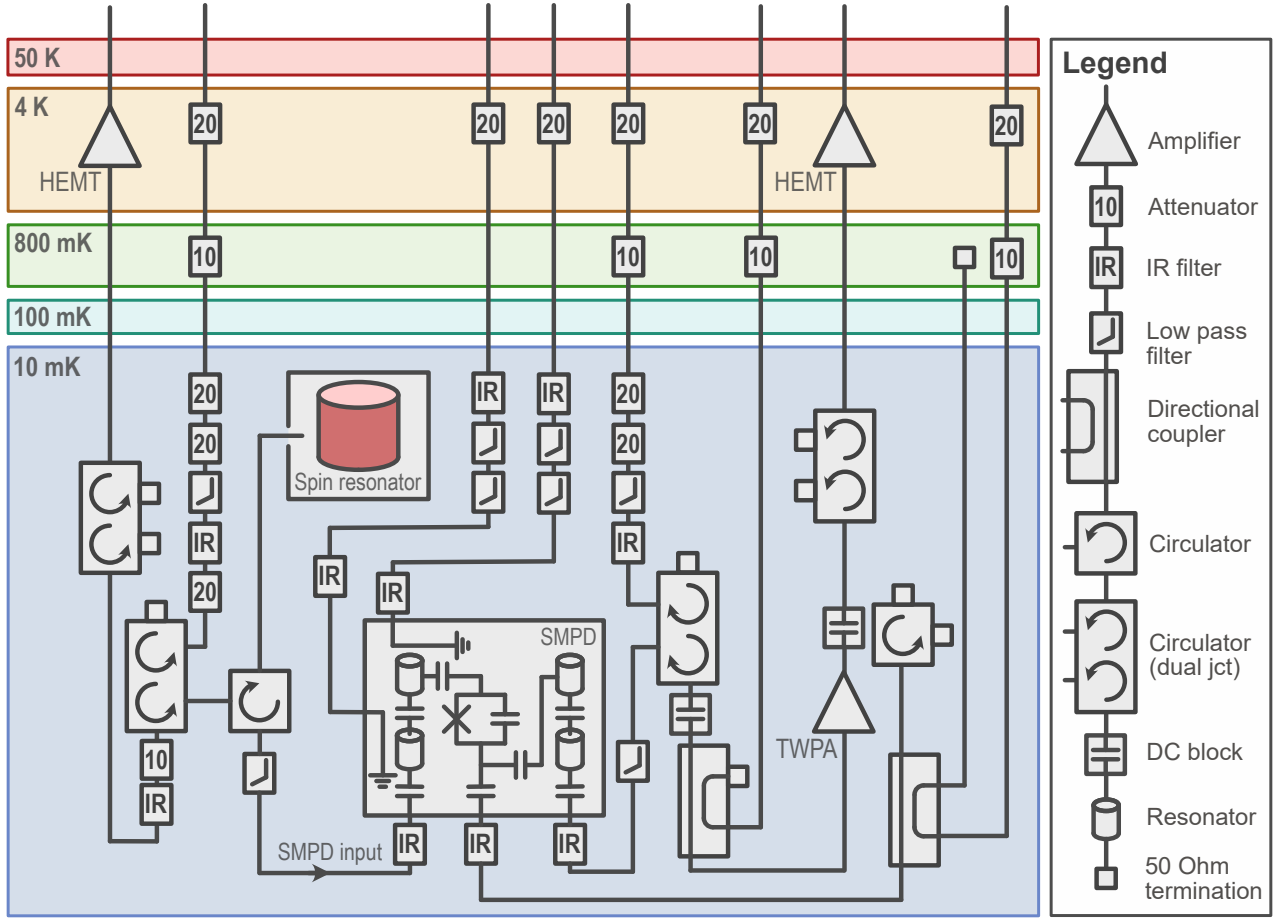 50 K
4 K
20
20
20
20
20
20
HEMT
HEMT
800 mK
10
10
10
10
100 mK
10 mK
20
20
IR
20
Spin resonator
IR
IR
20
20
IR
IR
IR
SMPD
10
IR
SMPD input
IR
IR
IR
TWPA
Legend
Amplifier
10
Attenuator
IR
IR filter
Low pass
filter
Directional
coupler
Circulator
Circulator
(dual jct)
DC block
Resonator
50 Ohm
termination